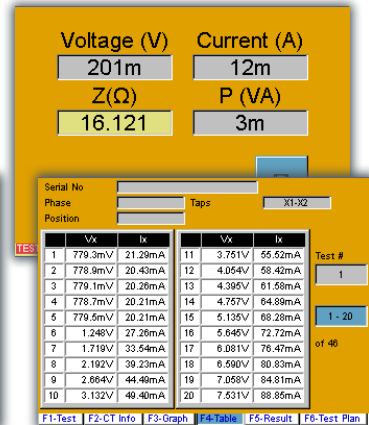 Voltage (V) Current (A)
201m 12m
Z(Ω) P (VA)
16.121 3m
TES
Serial No
Phase Taps X1-X2
Position
Vx Ix Vx Ix
1 779.3mV 21.29mA 11 3.751V 55.52mA Test #
2 778.9mV 20.43mA 12 4.054V 58.42mA 1
3 779.1mV 20.26mA 13 4.395V 61.58mA
4 778.7mV 20.21mA 14 4.757V 64.89mA
5 779.5mV 20.21mA 15 5.135V 68.28mA 1 - 20
6 1.248V 27.26mA 16 5.645V 72.72mA of 46
7 1.719V 33.54mA 17 6.081V 76.47mA
8 2.192V 39.23mA 18 6.590V 80.83mA
9 2.664V 44.49mA 19 7.058V 84.81mA
10 3.132V 49.40mA 20 7.531V 88.85mA
F1-Test F2-CT Info F3-Graph F4-Table F5-Result F6-Test Plan